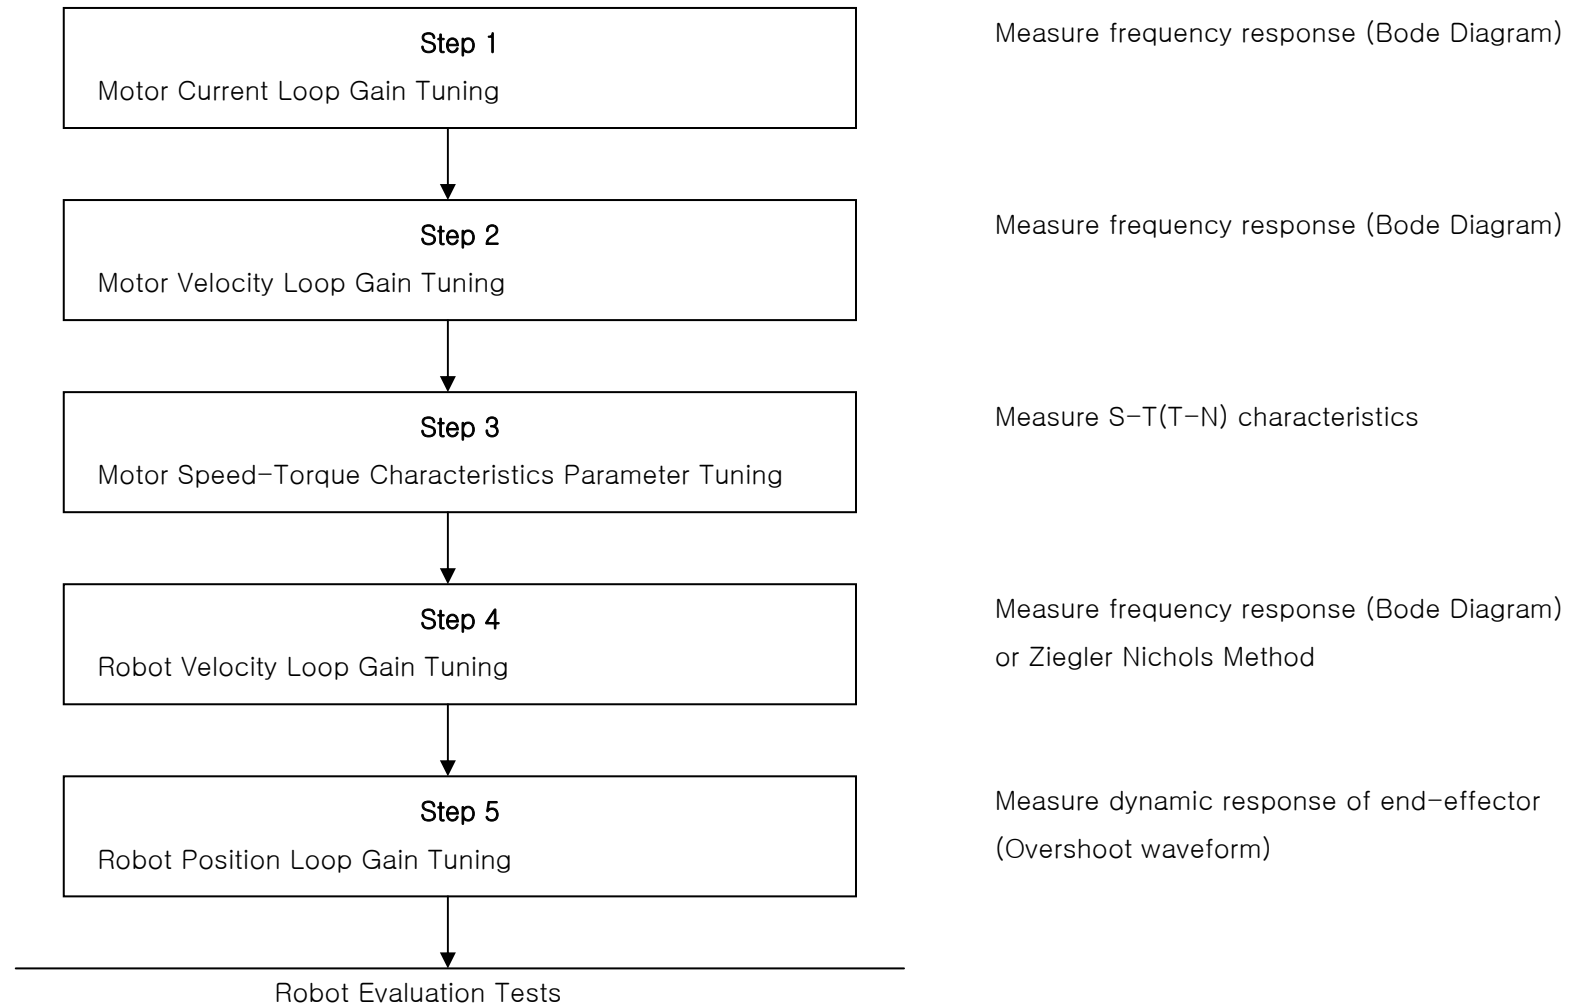 Step 1
Motor Current Loop Gain Tuning
Measure frequency response (Bode Diagram)
Step 2
Motor Velocity Loop Gain Tuning
Measure frequency response (Bode Diagram)
Step 3
Motor Speed-Torque Characteristics Parameter Tuning
Measure S-T(T-N) characteristics
Step 4
Robot Velocity Loop Gain Tuning
Measure frequency response (Bode Diagram)
or Ziegler Nichols Method
Step 5
Robot Position Loop Gain Tuning
Measure dynamic response of end-effector
(Overshoot waveform)
Robot Evaluation Tests